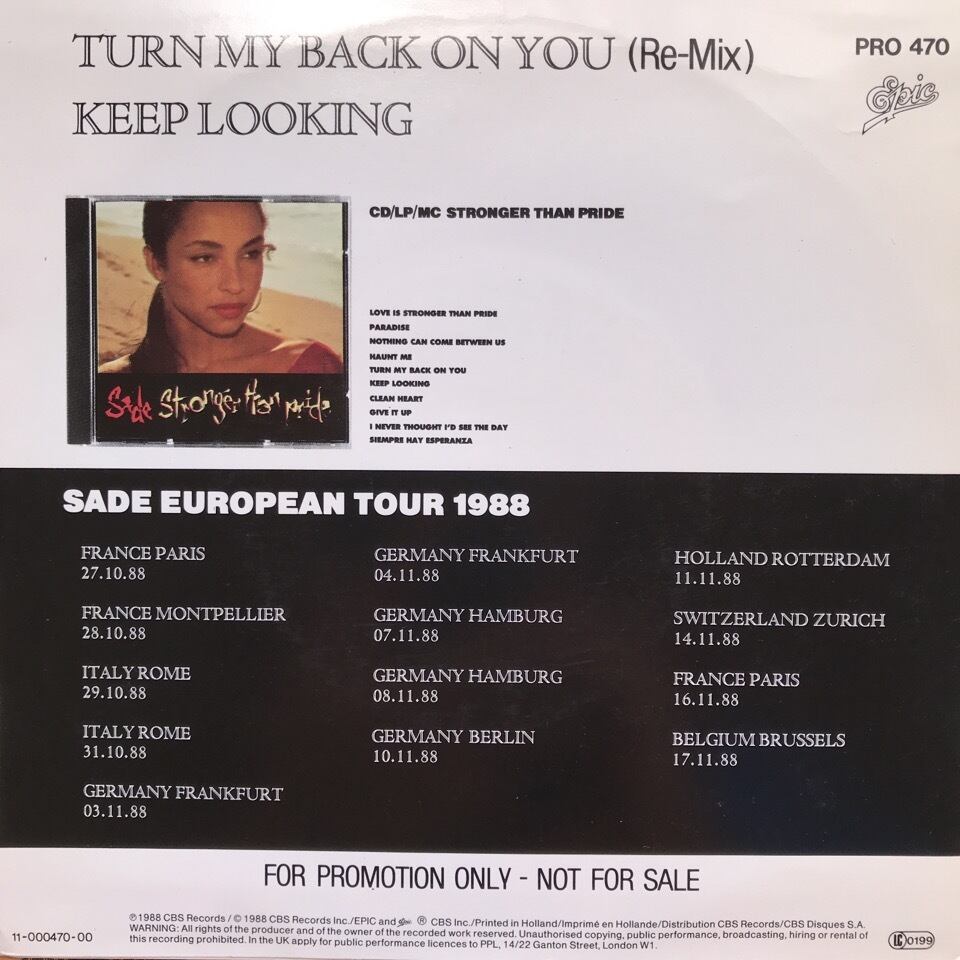 TURN MY BACK ON YOU (Re-Mix)
PRO 470
KEEP LOOKING
Epic
CD/LP/MC STRONGER THAN PRIDE
LOVE IS STRONGER THAN PRIDE
PARADISE
NOTHING CAN COME BETWEEN US
HAUNT ME
TURN MY BACK ON YOU
KEEP LOOKING
CLEAN HEART
GIVE IT UP
I NEVER THOUGHT I'D SEE THE DAY
SIEMPRE HAY ESPERANZA
Sade Stronger than pride
SADE EUROPEAN TOUR 1988
FRANCE PARIS
27.10.88
FRANCE MONTPELLIER
28.10.88
ITALY ROME
29.10.88
ITALY ROME
31.10.88
GERMANY FRANKFURT
03.11.88
GERMANY FRANKFURT
04.11.88
GERMANY HAMBURG
07.11.88
GERMANY HAMBURG
08.11.88
GERMANY BERLIN
10.11.88
HOLLAND ROTTERDAM
11.11.88
SWITZERLAND ZURICH
14.11.88
FRANCE PARIS
16.11.88
BELGIUM BRUSSELS
17.11.88
FOR PROMOTION ONLY - NOT FOR SALE
℗ 1988 CBS Records / © 1988 CBS Records Inc./EPIC and Epic ® CBS Inc./Printed in Holland/Imprimé en Hollande/Distribution CBS Records/CBS Disques S.A.
WARNING: All rights of the producer and of the owner of the recorded work reserved. Unauthorised copying, public performance, broadcasting, hiring or rental of
this recording prohibited. In the UK apply for public performance licences to PPL, 14/22 Ganton Street, London W1.
11-000470-00
LC 0199